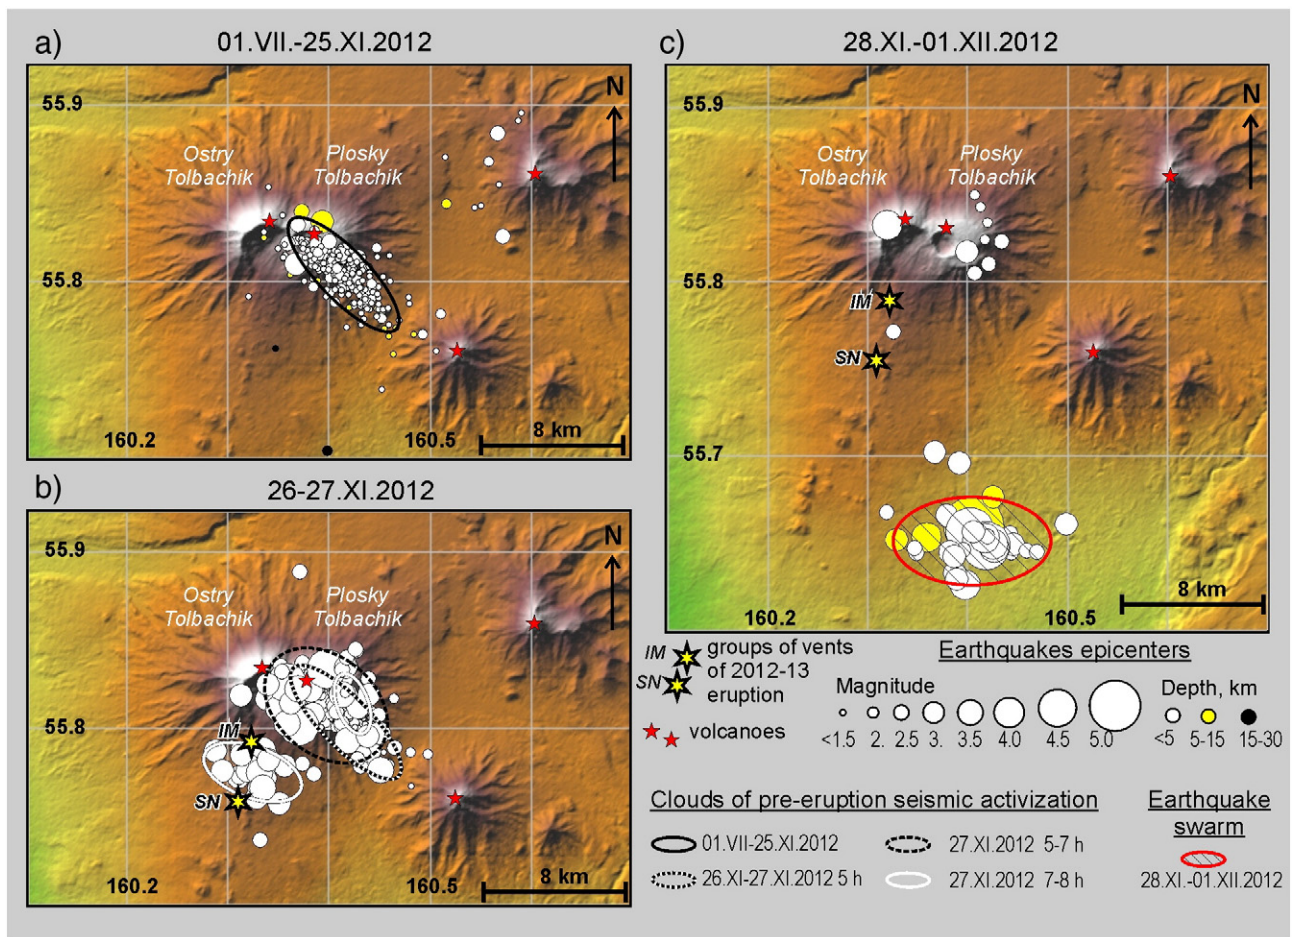 a)
01.VII.-25.XI.2012
55.9
N
Ostry
Tolbachik
Plosky
Tolbachik
55.8
160.2
160.5
8 km
b)
26-27.XI.2012
55.9
N
Ostry
Tolbachik
Plosky
Tolbachik
55.8
IM
SN
160.2
160.5
8 km
c)
28.XI.-01.XII.2012
55.9
N
Ostry
Tolbachik
Plosky
Tolbachik
55.8
IM
SN
55.7
160.2
160.5
8 km
IM
SN
groups of vents
of 2012-13
eruption
volcanoes
Earthquakes epicenters
Magnitude
<1.5 2. 2.5 3. 3.5 4.0 4.5 5.0
Depth, km
<5 5-15 15-30
Clouds of pre-eruption seismic activization
01.VII-25.XI.2012
27.XI.2012 5-7 h
26.XI-27.XI.2012 5 h
27.XI.2012 7-8 h
Earthquake
swarm
28.XI.-01.XII.2012